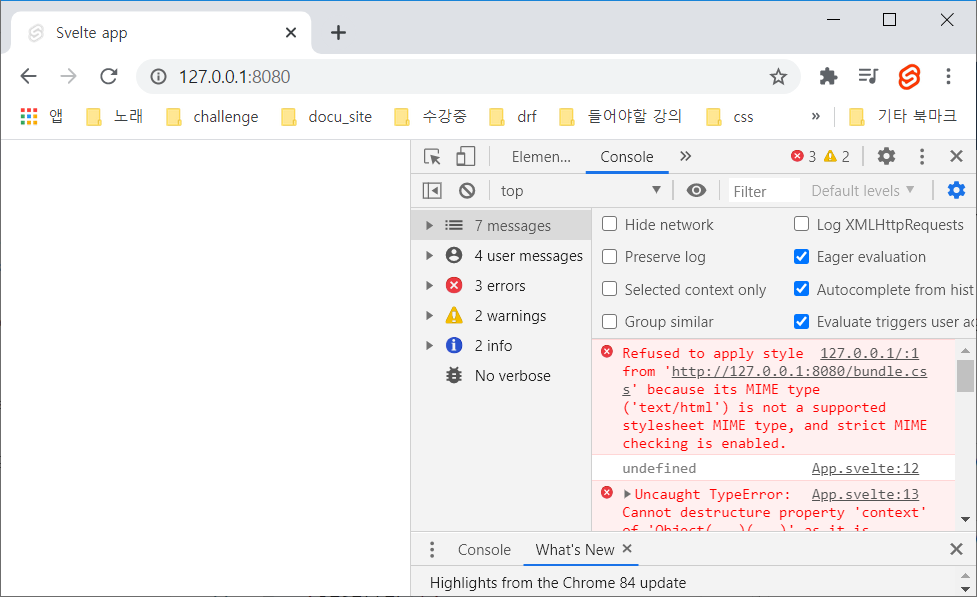 Svelte app
127.0.0.1:8080
앱 노래 challenge docu_site 수강중 drf 들어야할 강의 css » 기타 북마크
Elemen... Console » 3 2
top Filter Default levels
7 messages
4 user messages
3 errors
2 warnings
2 info
No verbose
Hide network Log XMLHttpRequests
Preserve log Eager evaluation
Selected context only Autocomplete from hist
Group similar Evaluate triggers user ac
Refused to apply style 127.0.0.1/:1
from 'http://127.0.0.1:8080/bundle.cs
s' because its MIME type
('text/html') is not a supported
stylesheet MIME type, and strict MIME
checking is enabled.
undefined App.svelte:12
Uncaught TypeError: App.svelte:13
Cannot destructure property 'context'
of 'Object(...)(...)' as it is
Console What's New
Highlights from the Chrome 84 update